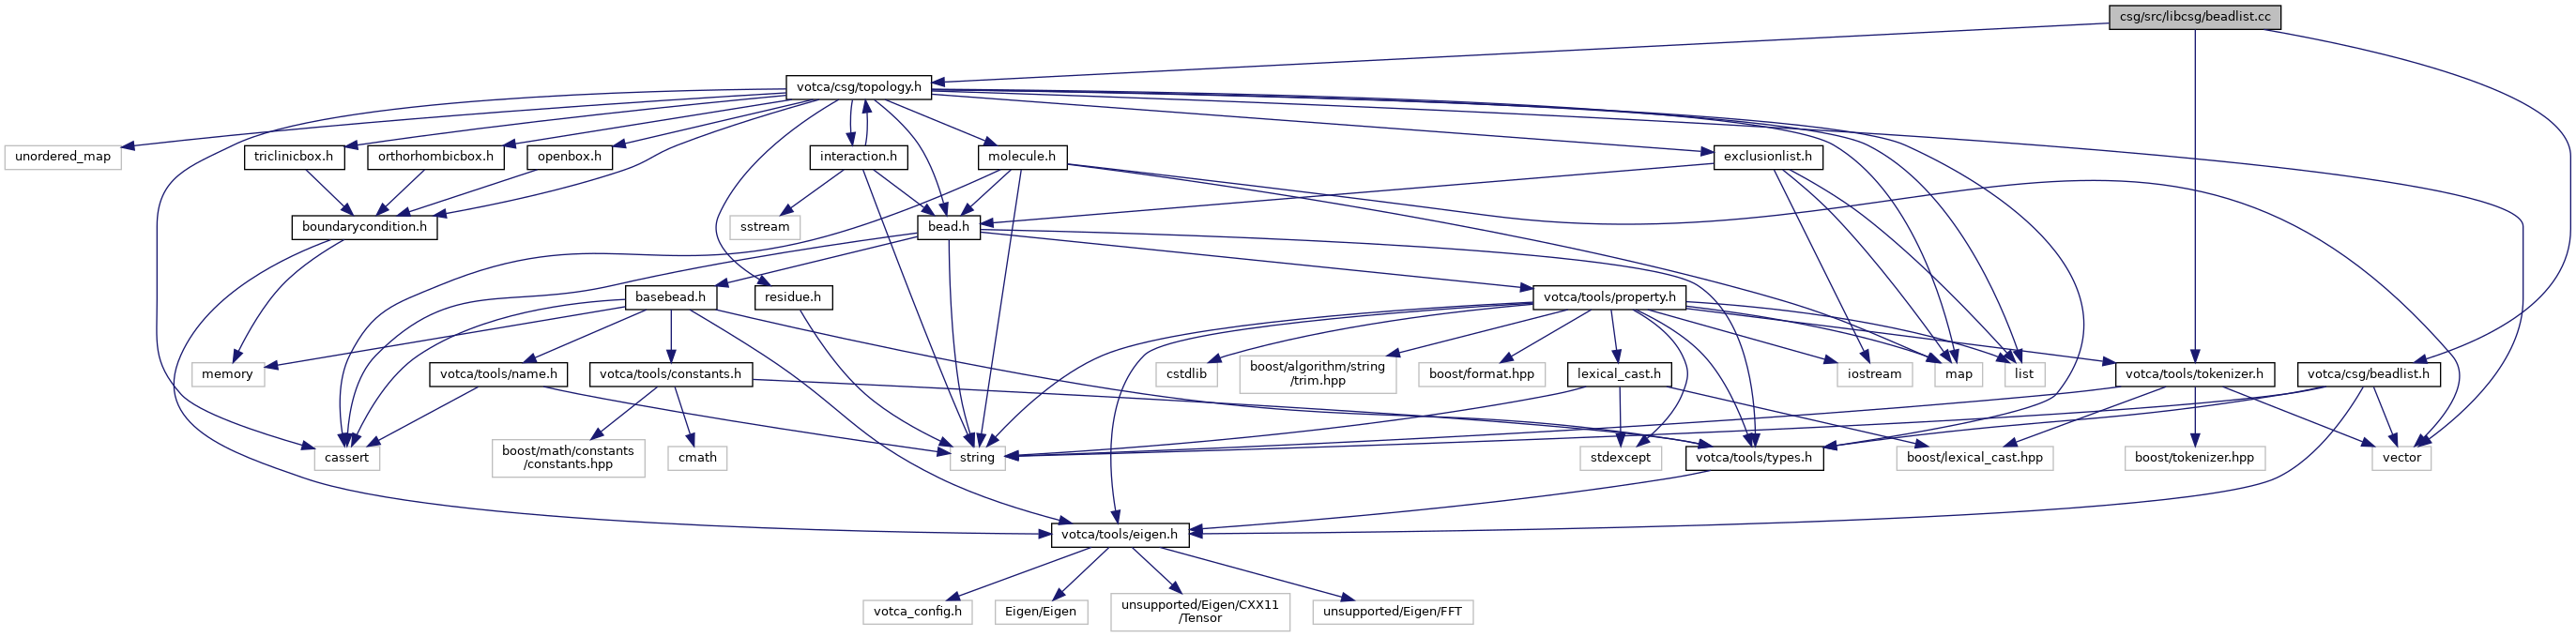 csg/src/libcsg/beadlist.cc
votca/csg/topology.h
unordered_map
triclinicbox.h
orthorhombicbox.h
openbox.h
interaction.h
molecule.h
exclusionlist.h
boundarycondition.h
sstream
bead.h
basebead.h
residue.h
votca/tools/property.h
memory
votca/tools/name.h
votca/tools/constants.h
cstdlib
boost/algorithm/string
/trim.hpp
boost/format.hpp
lexical_cast.h
iostream
map
list
votca/tools/tokenizer.h
votca/csg/beadlist.h
cassert
boost/math/constants
/constants.hpp
cmath
string
stdexcept
votca/tools/types.h
boost/lexical_cast.hpp
boost/tokenizer.hpp
vector
votca/tools/eigen.h
votca_config.h
Eigen/Eigen
unsupported/Eigen/CXX11
/Tensor
unsupported/Eigen/FFT